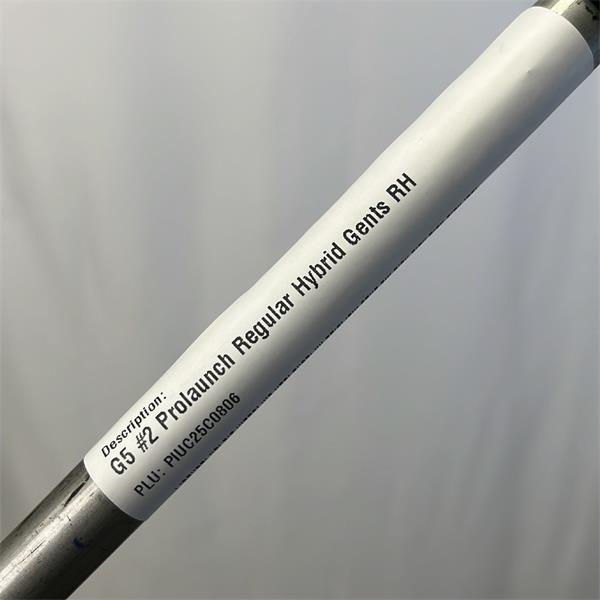 Description:
G5 #2 Prolaunch Regular Hybrid Gents RH
PLU: PIUC25C0806